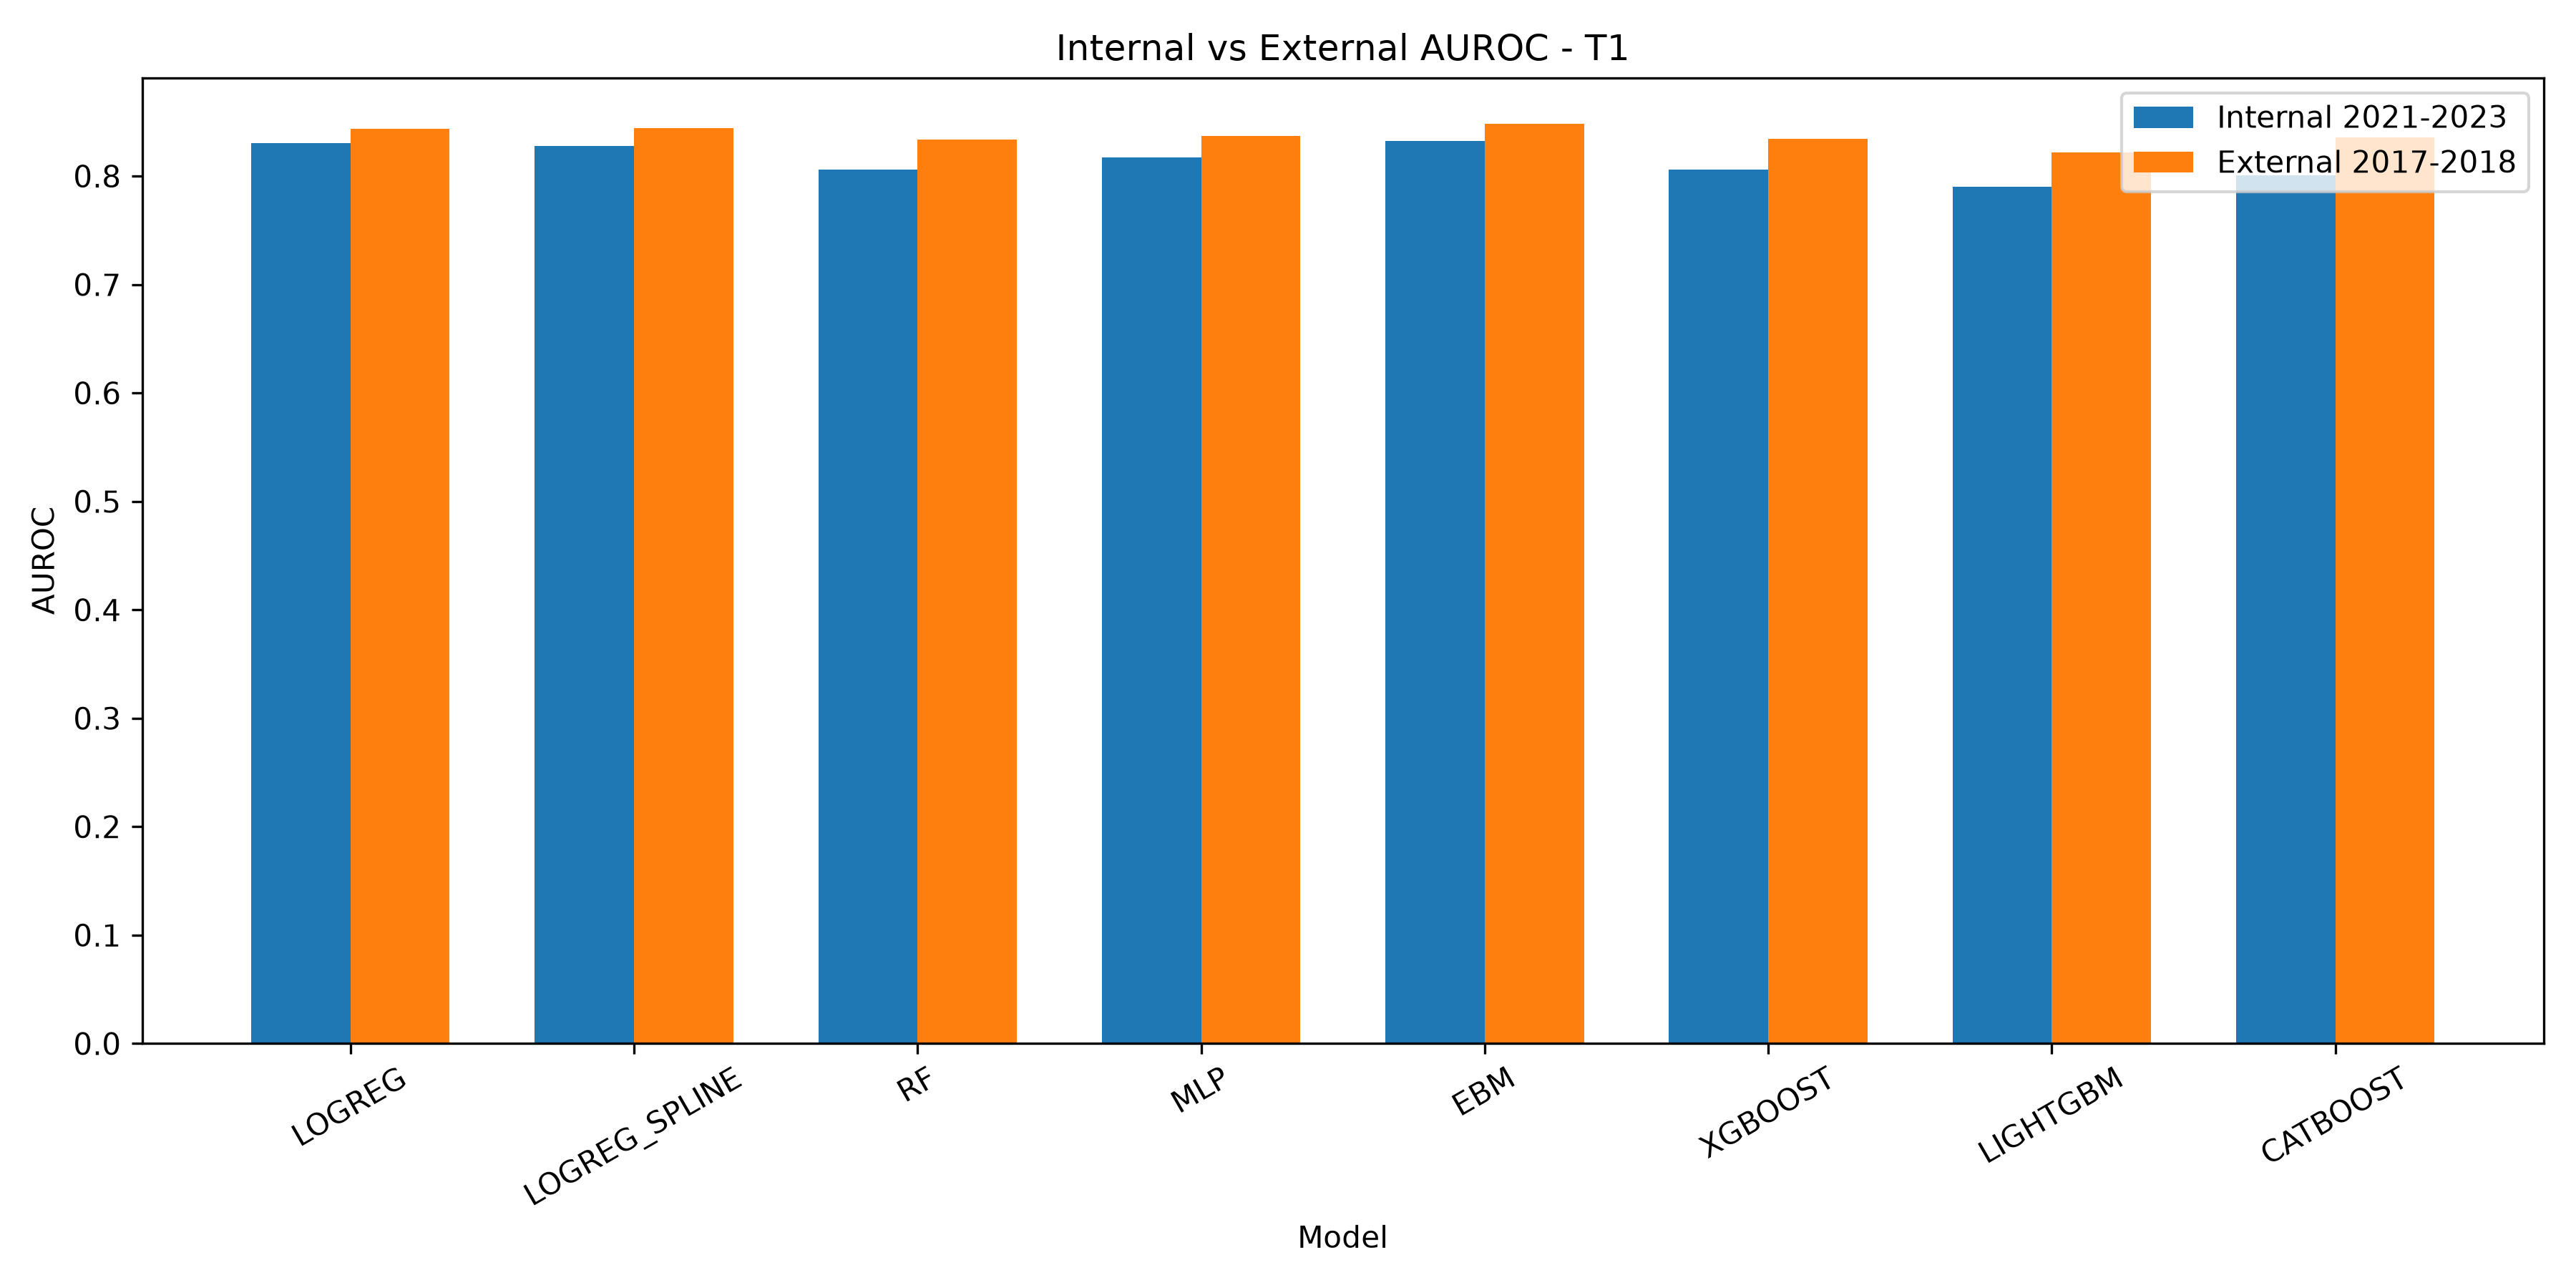 Internal vs External AUROC - T1
Internal 2021-2023
External 2017-2018
AUROC
0.8
0.7
0.6
0.5
0.4
0.3
0.2
0.1
0.0
LOGREG
LOGREG_SPLINE
RF
MLP
EBM
XGBOOST
LIGHTGBM
CATBOOST
Model